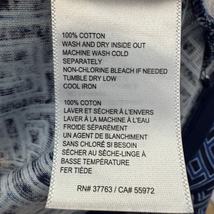 100% COTTON
WASH AND DRY INSIDE OUT
MACHINE WASH COLD
SEPARATELY
NON-CHLORINE BLEACH IF NEEDED
TUMBLE DRY LOW
COOL IRON
100% COTON
LAVER ET SÉCHER À L'ENVERS
LAVER À LA MACHINE À L'EAU
FROIDE SÉPARÉMENT
UN AGENT DE BLANCHIMENT
SANS CHLORE SI BESOIN
SÉCHER AU SÈCHE-LINGE À
BASSE TEMPÉRATURE
FER TIÈDE
RN# 37763 / CA# 55972